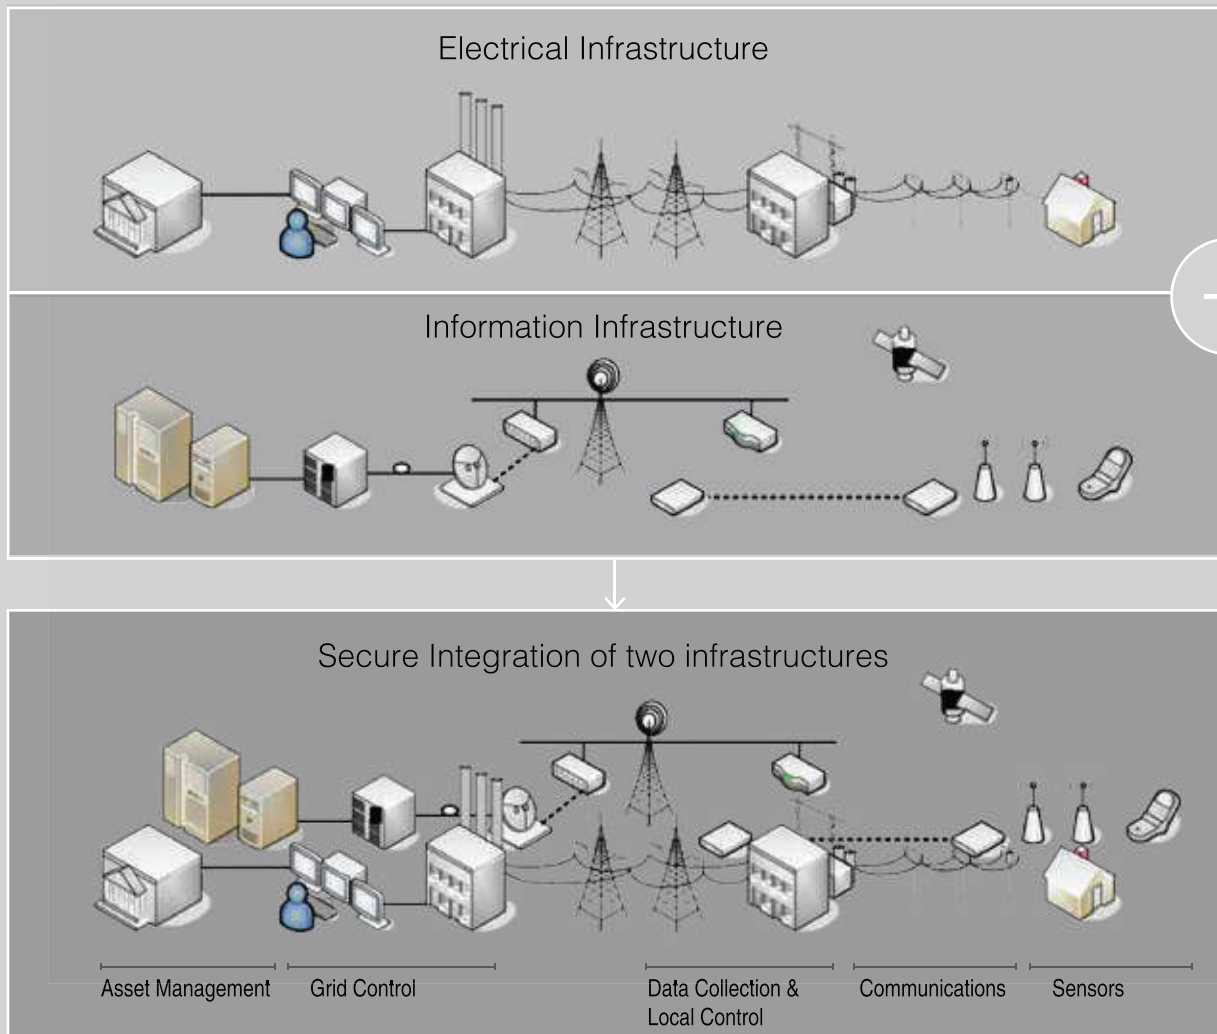 Electrical Infrastructure
Information Infrastructure
Secure Integration of two infrastructures
Asset Management
Grid Control
Data Collection &
Local Control
Communications
Sensors